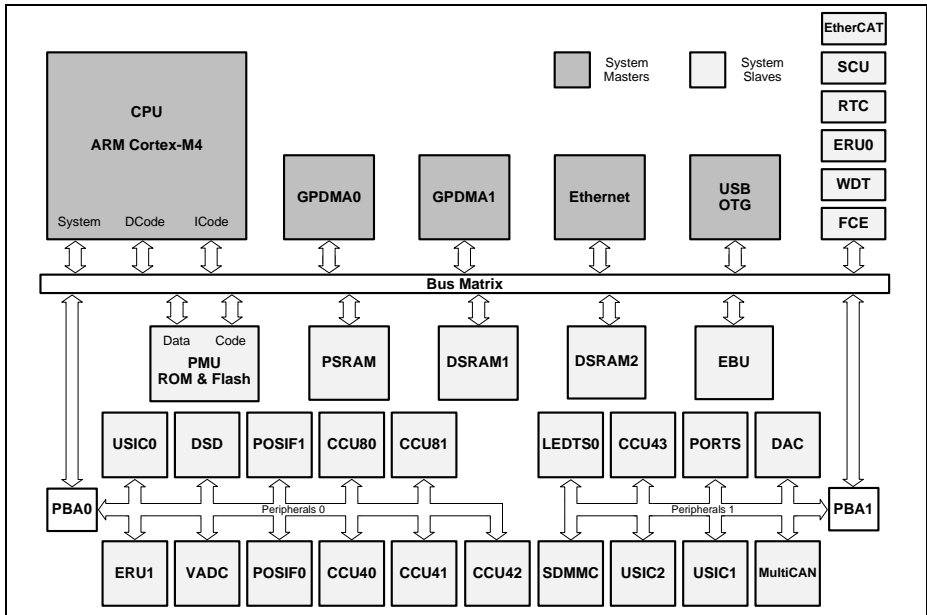 EtherCAT
System
Masters
System
Slaves
SCU
CPU
ARM Cortex-M4
RTC
ERU0
GPDMA0
GPDMA1
Ethernet
USB
OTG
WDT
System DCode ICode
FCE
Bus Matrix
Data Code
PMU
ROM & Flash
PSRAM
DSRAM1
DSRAM2
EBU
USIC0 DSD POSIF1 CCU80 CCU81 LEDTS0 CCU43 PORTS DAC
PBA0 Peripherals 0 Peripherals 1 PBA1
ERU1 VADC POSIF0 CCU40 CCU41 CCU42 SDMMC USIC2 USIC1 MultiCAN